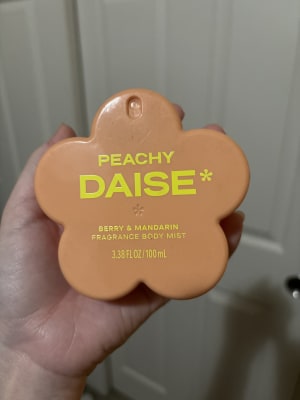 PEACHY
DAISE*
BERRY & MANDARIN
FRAGRANCE BODY MIST
3.38 FL OZ / 100 mL